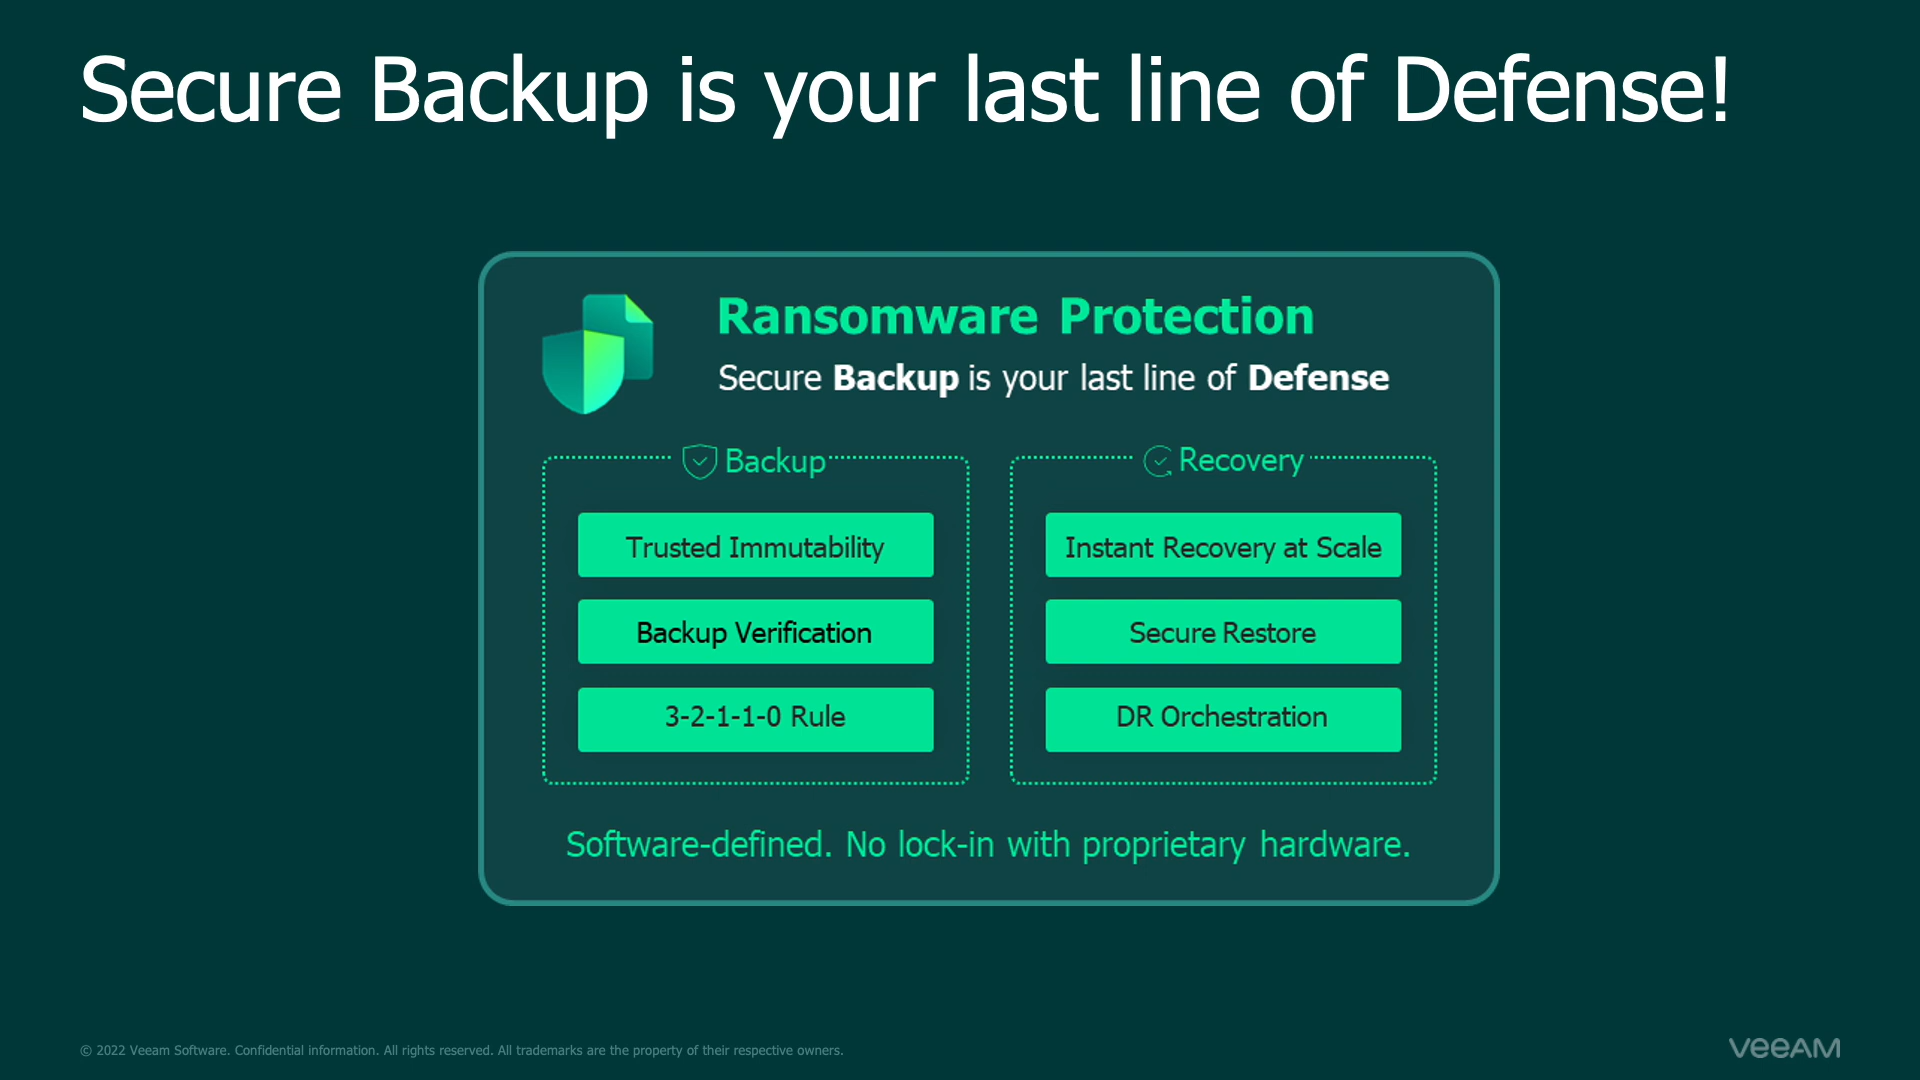 Secure Backup is your last line of Defense!
Ransomware Protection
Secure Backup is your last line of Defense
Backup
Trusted Immutability
Backup Verification
3-2-1-1-0 Rule
Recovery
Instant Recovery at Scale
Secure Restore
DR Orchestration
Software-defined. No lock-in with proprietary hardware.
© 2022 Veeam Software. Confidential information. All rights reserved. All trademarks are the property of their respective owners.
veeAM